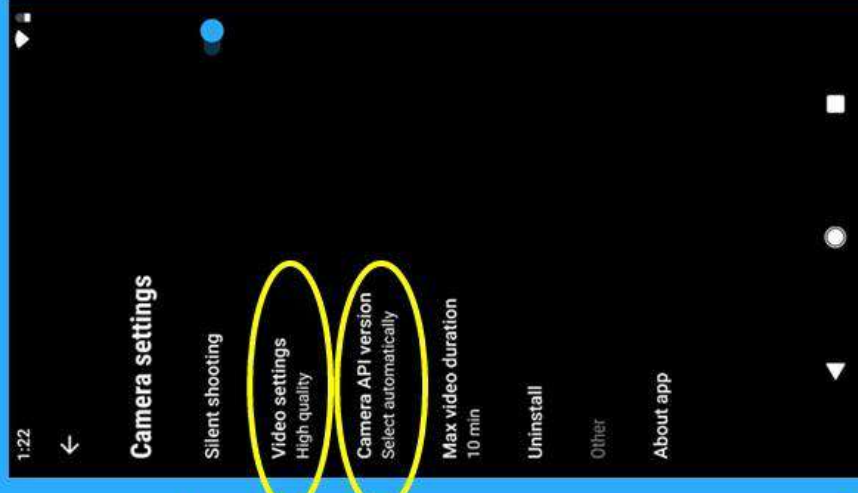 1:22
Camera settings
Silent shooting
Video settings
High quality
Camera API version
Select automatically
Max video duration
10 min
Uninstall
Other
About app